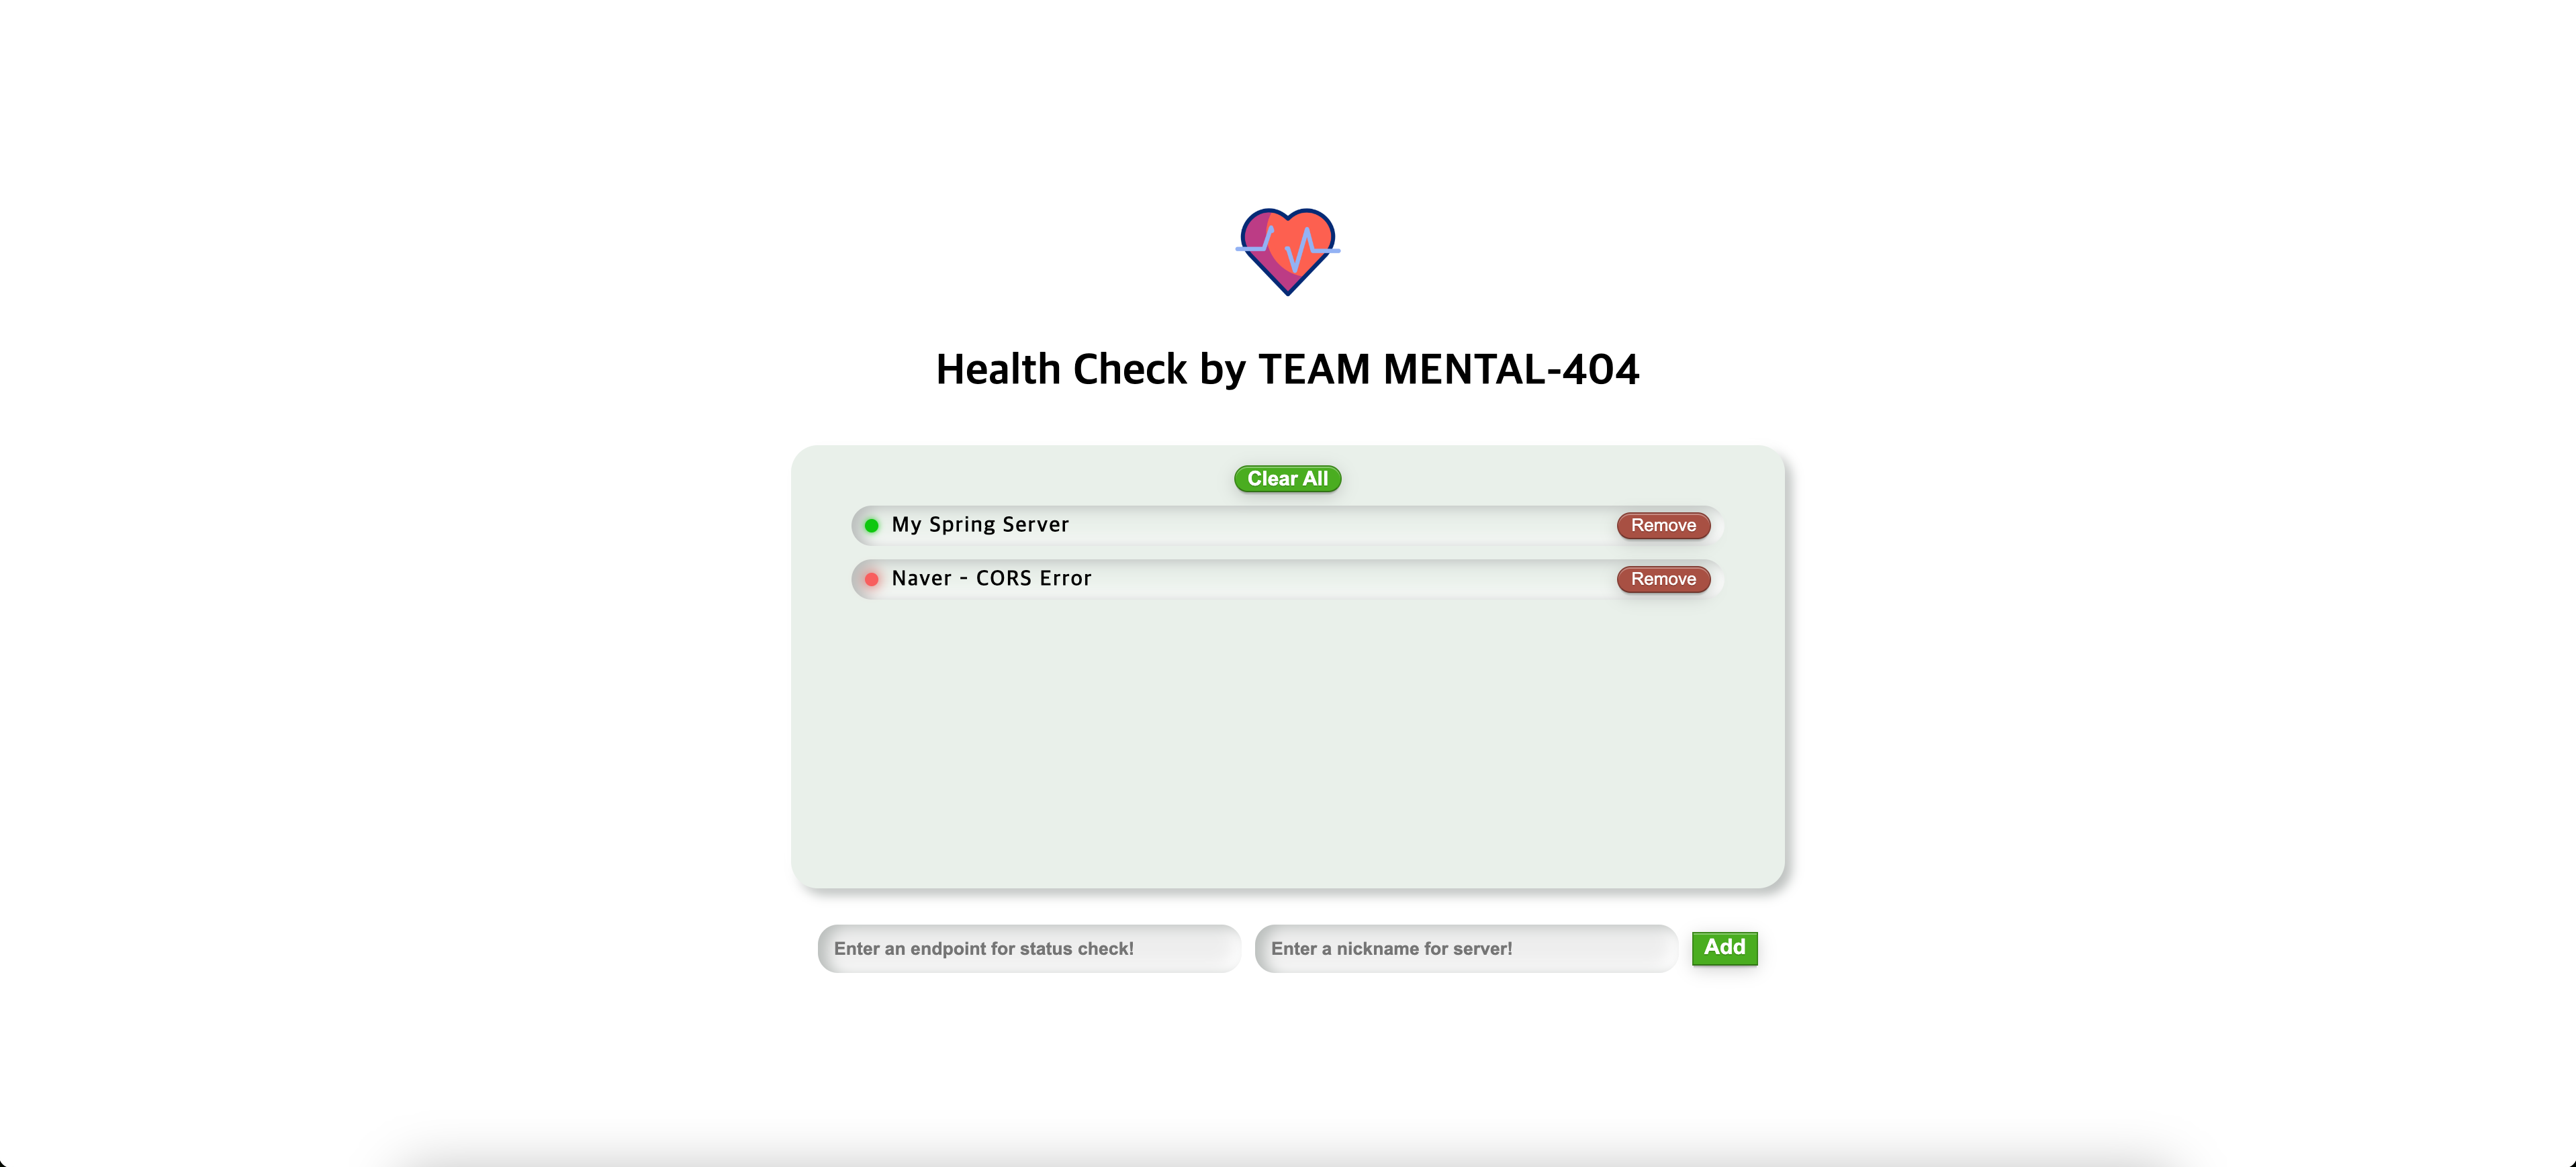 Health Check by TEAM MENTAL-404
Clear All
My Spring Server Remove
Naver - CORS Error Remove
Enter an endpoint for status check! Enter a nickname for server! Add